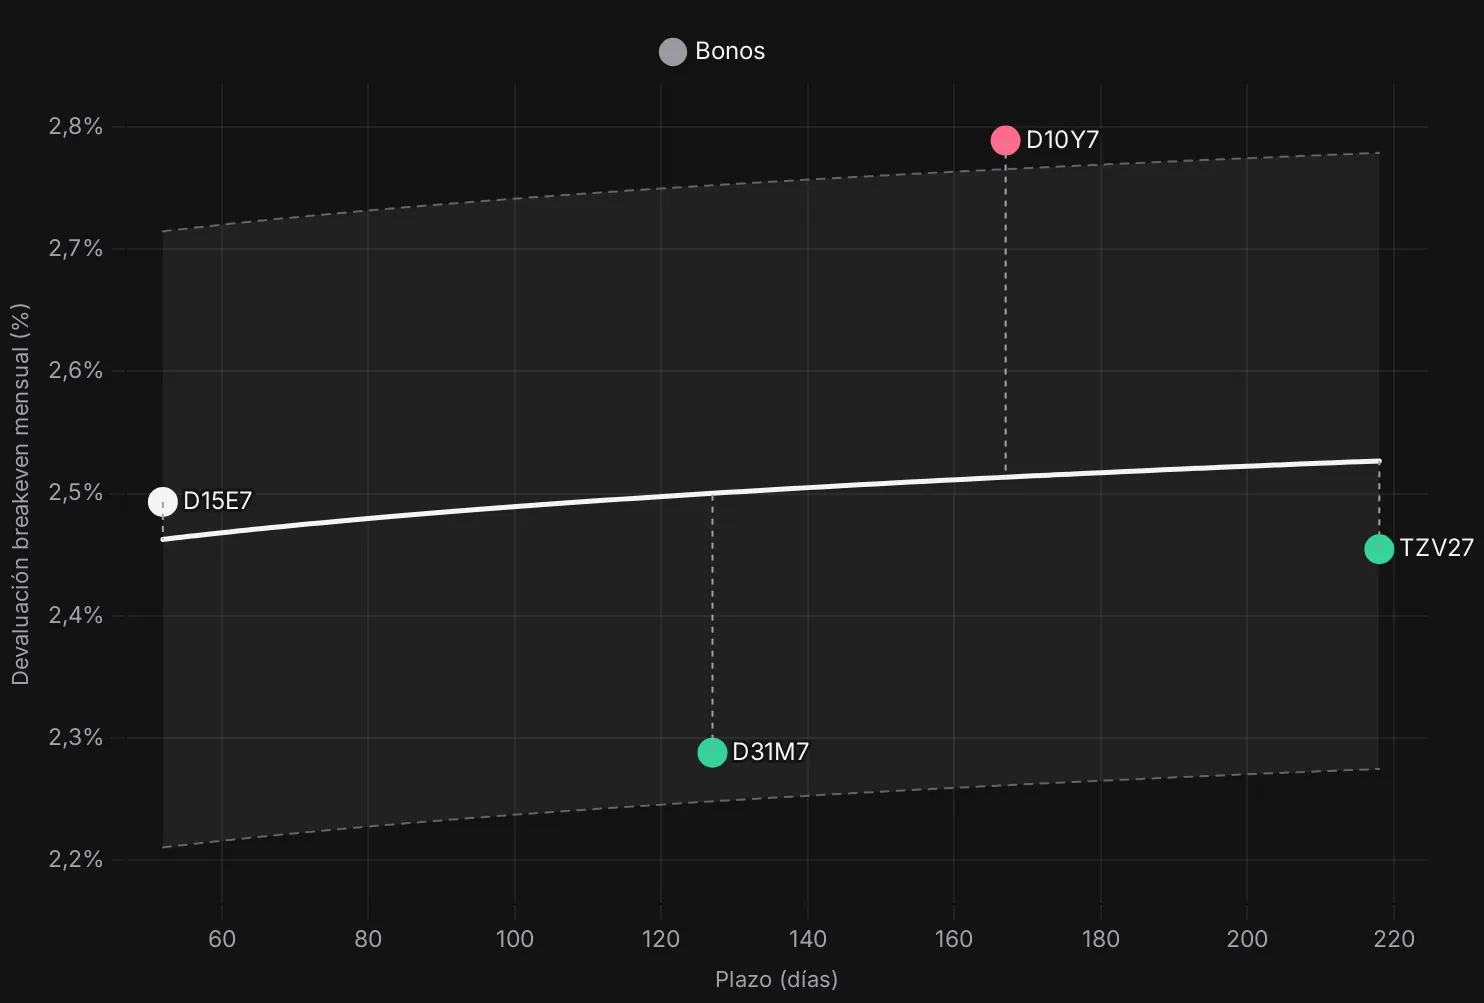 Bonos
2,8%
2,7%
2,6%
2,5%
2,4%
2,3%
2,2%
Devaluación breakeven mensual (%)
D10Y7
D15E7
TZV27
D31M7
60
80
100
120
140
160
180
200
220
Plazo (días)